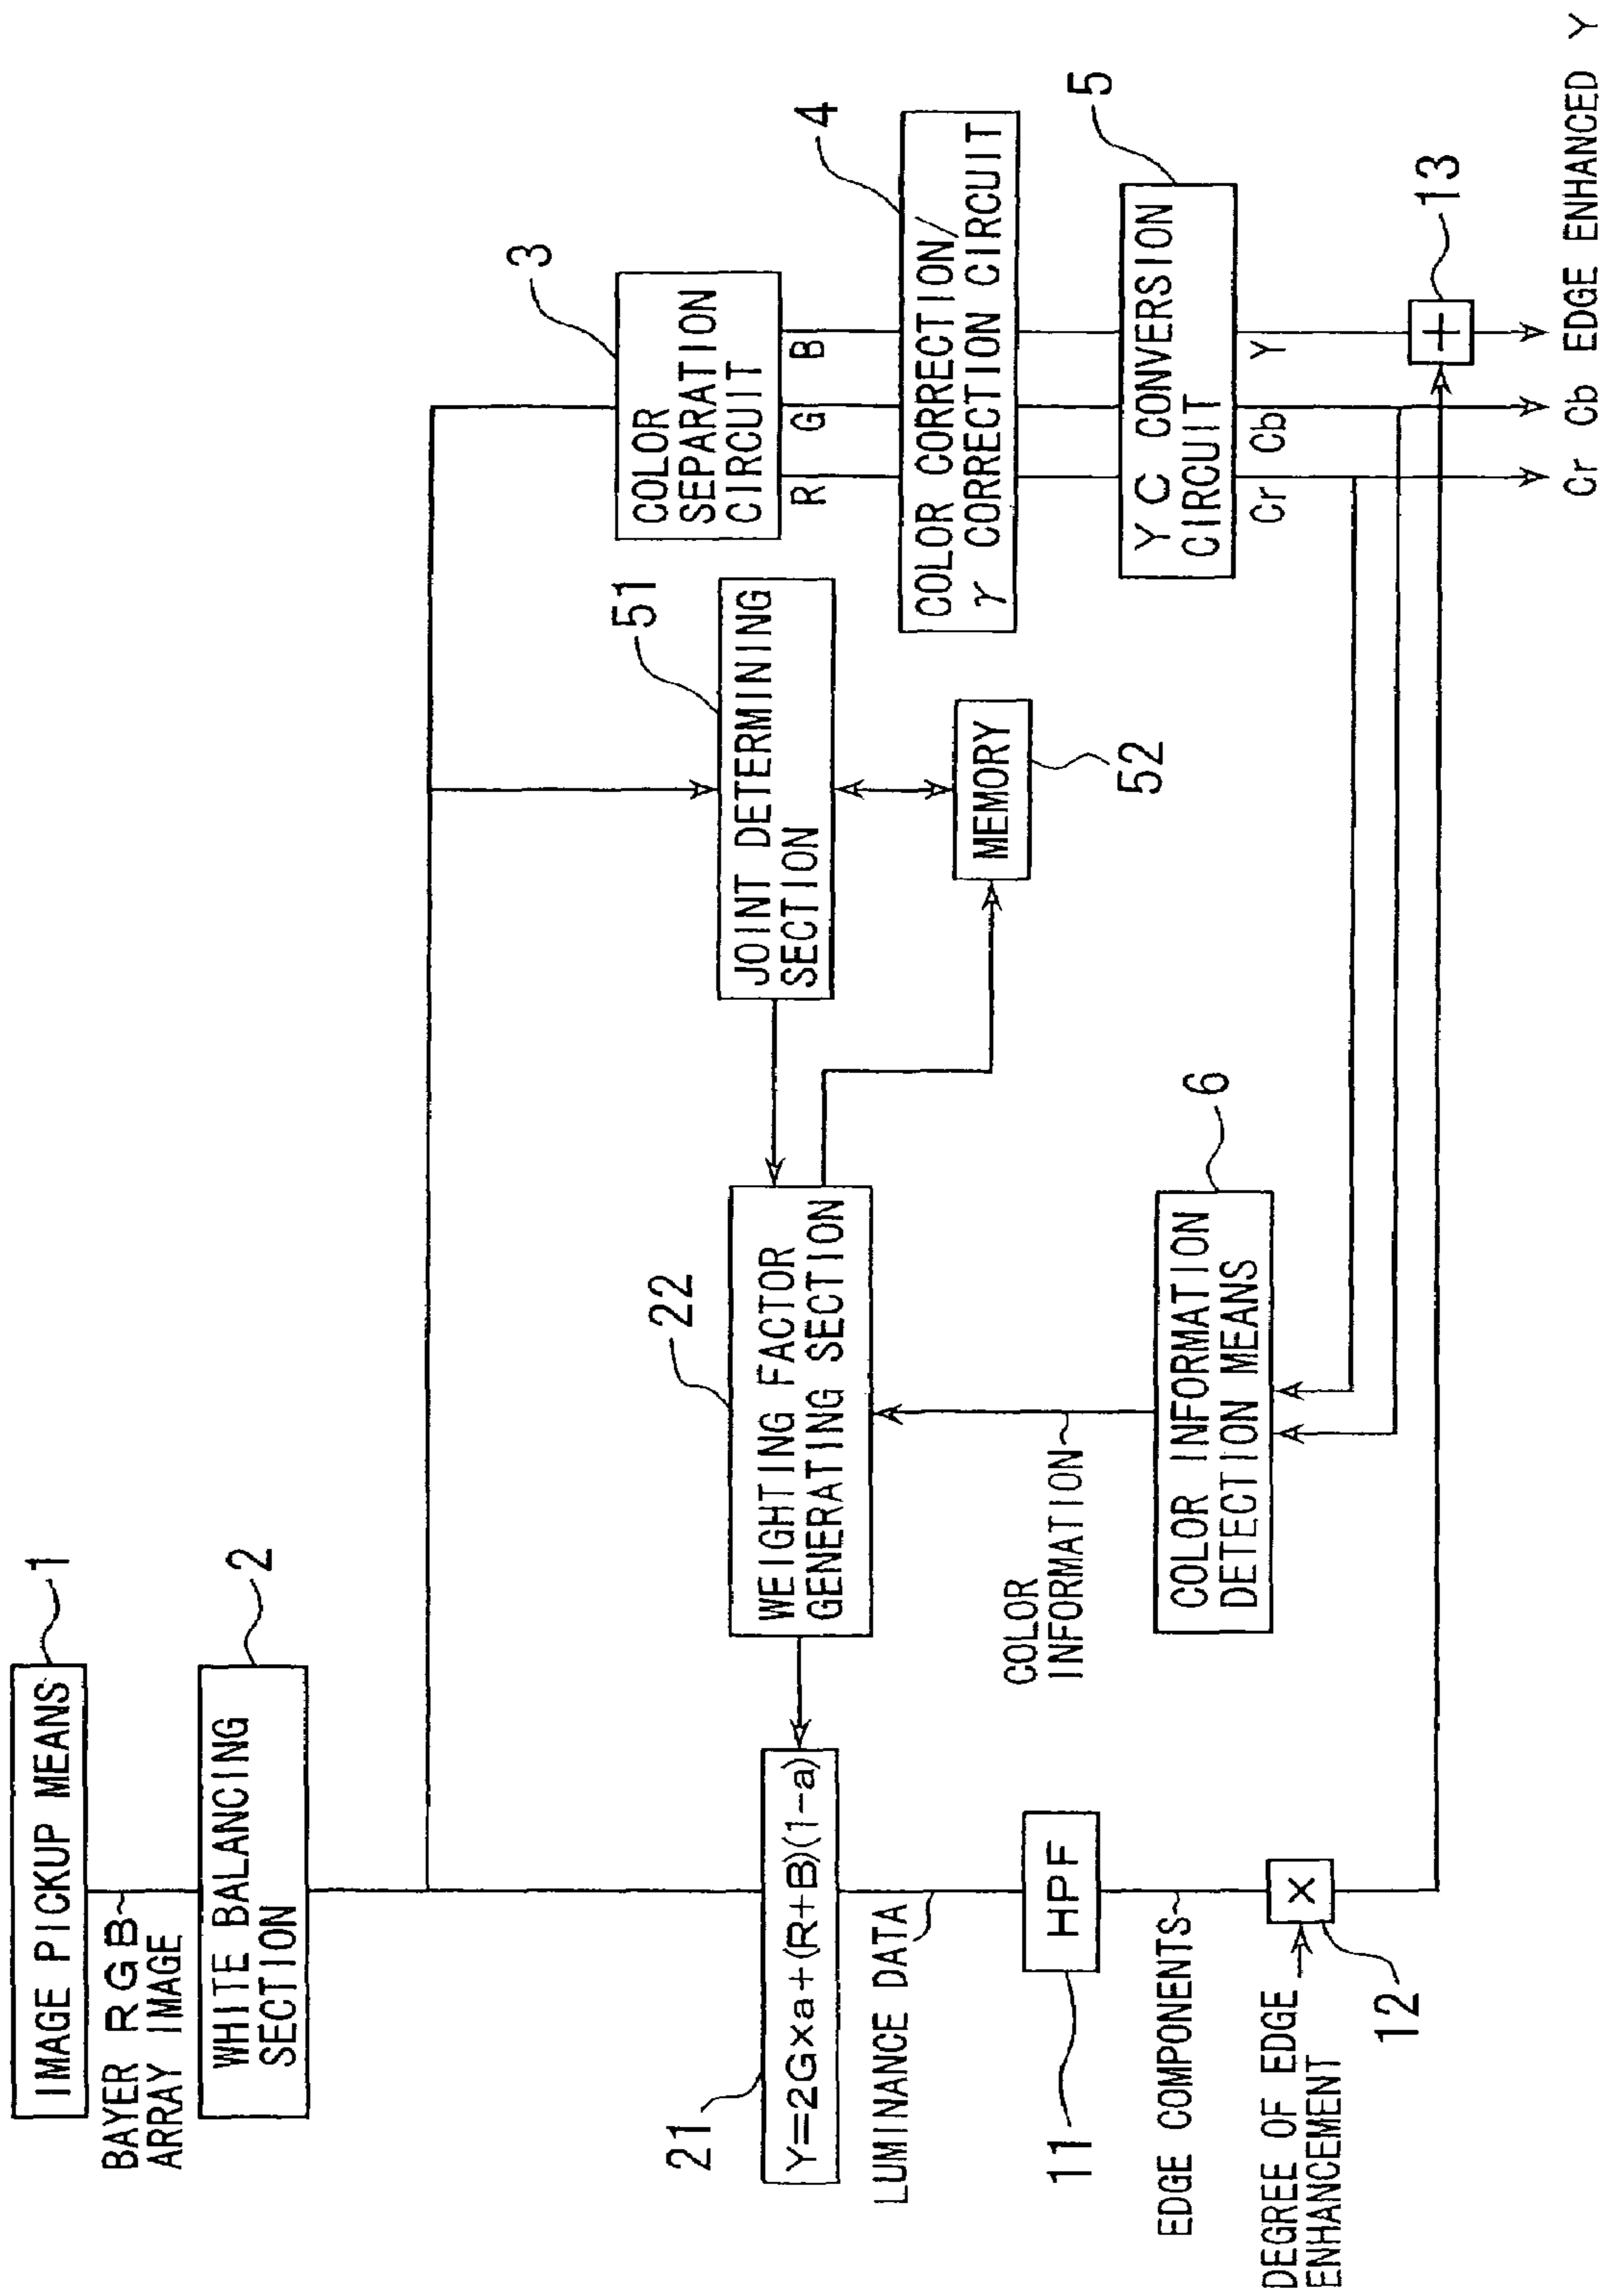 1
IMAGE PICKUP MEANS
BAYER RGB
ARRAY IMAGE
2
WHITE BALANCING
SECTION
3
COLOR
SEPARATION
CIRCUIT
R
G
B
51
JOINT DETERMINING
SECTION
4
COLOR CORRECTION/
γ CORRECTION CIRCUIT
22
WEIGHTING FACTOR
GENERATING SECTION
21
Y=2G×a+(R+B)(1-a)
MEMORY
52
5
YC CONVERSION
CIRCUIT
Cr
Cb
Y
LUMINANCE DATA
COLOR
INFORMATION
6
COLOR INFORMATION
DETECTION MEANS
11
HPF
EDGE COMPONENTS
DEGREE OF EDGE
ENHANCEMENT
×
12
+
13
Cr
Cb
EDGE ENHANCED Y